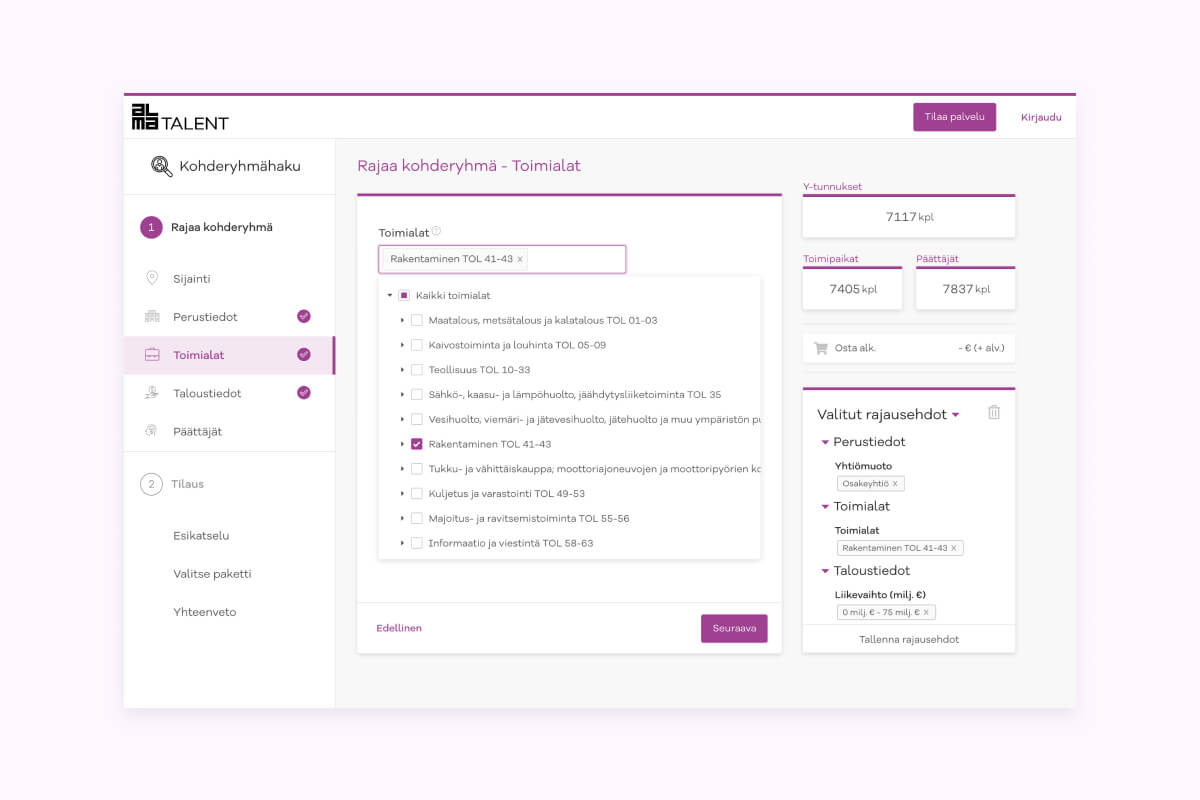 alma TALENT
Tilaa palvelu
Kirjaudu
Kohderyhmähaku
1 Rajaa kohderyhmä
Sijainti
Perustiedot
Toimialat
Taloustiedot
Päättäjät
2 Tilaus
Esikatselu
Valitse paketti
Yhteenveto
Rajaa kohderyhmä - Toimialat
Toimialat ?
Rakentaminen TOL 41-43 x
Kaikki toimialat
Maatalous, metsätalous ja kalatalous TOL 01-03
Kaivostoiminta ja louhinta TOL 05-09
Teollisuus TOL 10-33
Sähkö-, kaasu- ja lämpöhuolto, jäähdytysliiketoiminta TOL 35
Vesihuolto, viemäri- ja jätevesihuolto, jätehuolto ja muu ympäristön
Rakentaminen TOL 41-43
Tukku- ja vähittäiskauppa; moottoriajoneuvojen ja moottoripyörien
Kuljetus ja varastointi TOL 49-53
Majoitus- ja ravitsemistoiminta TOL 55-56
Informaatio ja viestintä TOL 58-63
Edellinen
Seuraava
Y-tunnukset
7117 kpl
Toimipaikat
7405 kpl
Päättäjät
7837 kpl
Osta alk.
- € (+ alv.)
Valitut rajausehdot
Perustiedot
Yhtiömuoto
Osakeyhtiö x
Toimialat
Toimialat
Rakentaminen TOL 41-43 x
Taloustiedot
Liikevaihto (milj. €)
0 milj. € - 75 milj. € x
Tallenna rajausehdot